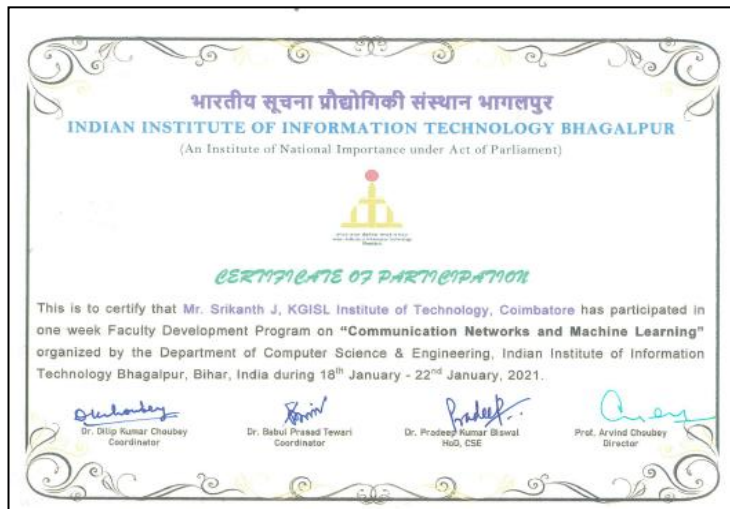 भारतीय सूचना प्रौद्योगिकी संस्थान भागलपुर
INDIAN INSTITUTE OF INFORMATION TECHNOLOGY BHAGALPUR
(An Institute of National Importance under Act of Parliament)
CERTIFICATE OF PARTICIPATION
This is to certify that Mr. Srikanth J, KGISL Institute of Technology, Coimbatore has participated in
one week Faculty Development Program on “Communication Networks and Machine Learning”
organized by the Department of Computer Science & Engineering, Indian Institute of Information
Technology Bhagalpur, Bihar, India during 18th January - 22nd January, 2021.
Dr. Dilip Kumar Choubey
Coordinator
Dr. Babul Prasad Tewari
Coordinator
Dr. Pradeep Kumar Biswal
HoD, CSE
Prof. Arvind Choubey
Director